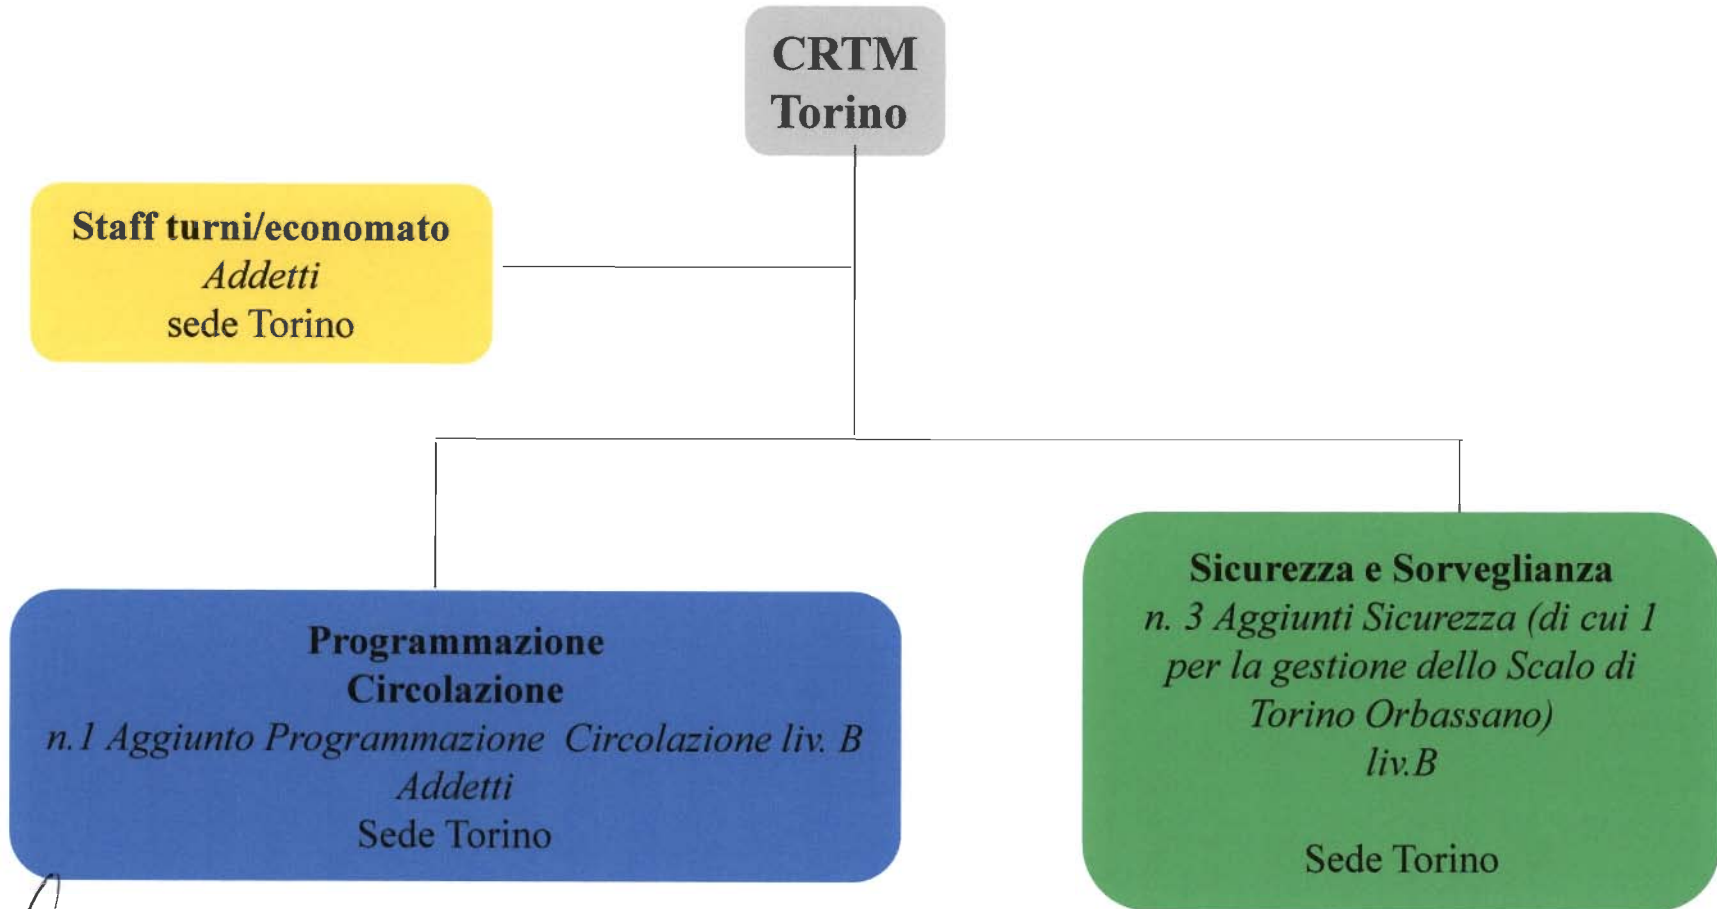 CRTM
Torino
Staff turni/economato
Addetti
sede Torino
Programmazione
Circolazione
n.1 Aggiunto Programmazione Circolazione liv. B
Addetti
Sede Torino
Sicurezza e Sorveglianza
n. 3 Aggiunti Sicurezza (di cui 1
per la gestione dello Scalo di
Torino Orbassano)
liv.B
Sede Torino